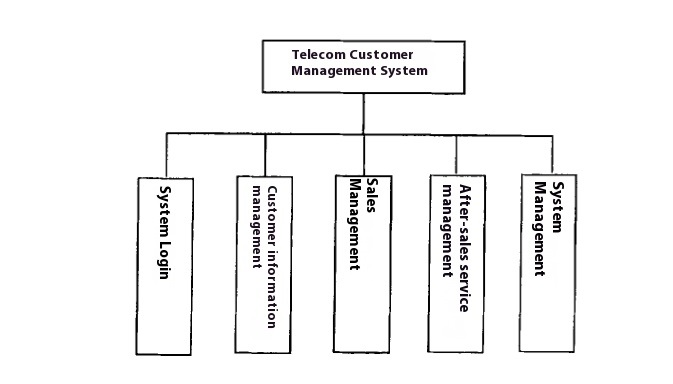 Telecom Customer
Management System
System Login
Customer information
management
Sales
Management
After-sales service
management
System
Management